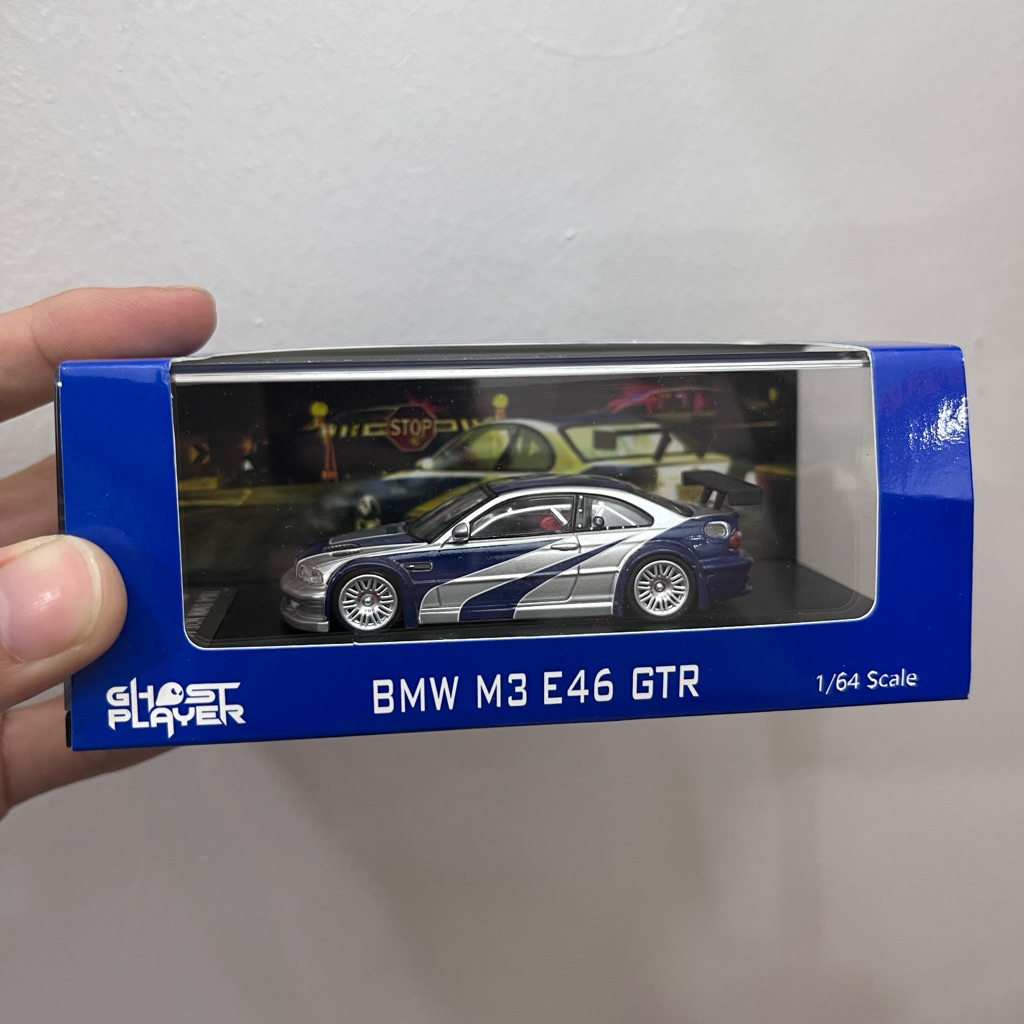 STOP
GHOST
PLAYER
BMW M3 E46 GTR
1/64 Scale